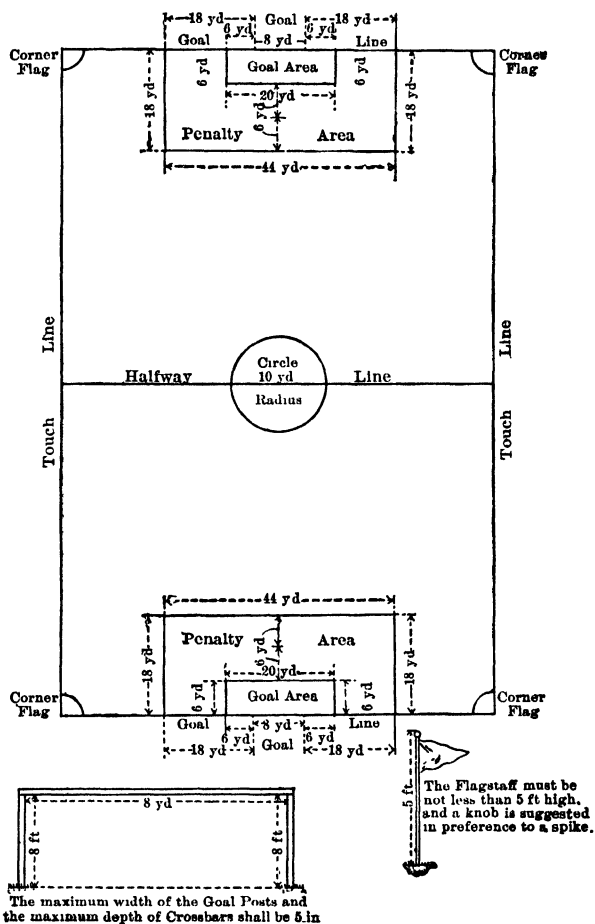 18 yd Goal 18 yd
6 yd 8 yd 6 yd
Goal Line
Corner Flag
Corner Flag
6 yd Goal Area 6 yd
18 yd 20 yd 18 yd
6 yd
Penalty Area
44 yd
Line
Line
Circle
10 yd
Halfway Line
Radius
Touch
Touch
44 yd
Penalty Area
18 yd 6 yd 18 yd
20 yd
6 yd Goal Area 6 yd
Corner Flag
Corner Flag
Goal 8 yd Line
6 yd 6 yd
18 yd Goal 18 yd
8 yd
8 ft 8 ft
The maximum width of the Goal Posts and
the maximum depth of Crossbars shall be 5.in
5 ft
The Flagstaff must be
not less than 5 ft high,
and a knob is suggested
in preference to a spike.